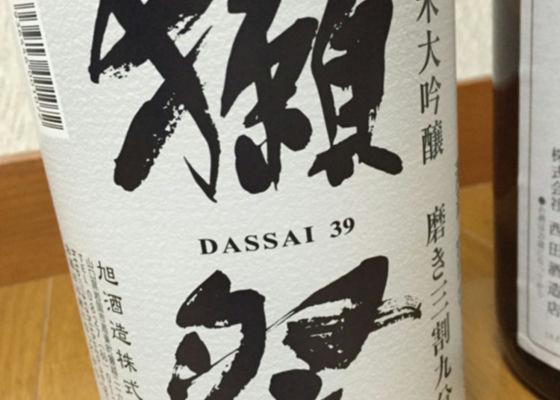 獺
DASSAI 39
祭
米大吟醸 磨き三割九分
旭酒造株式
株式会社 西田酒造店